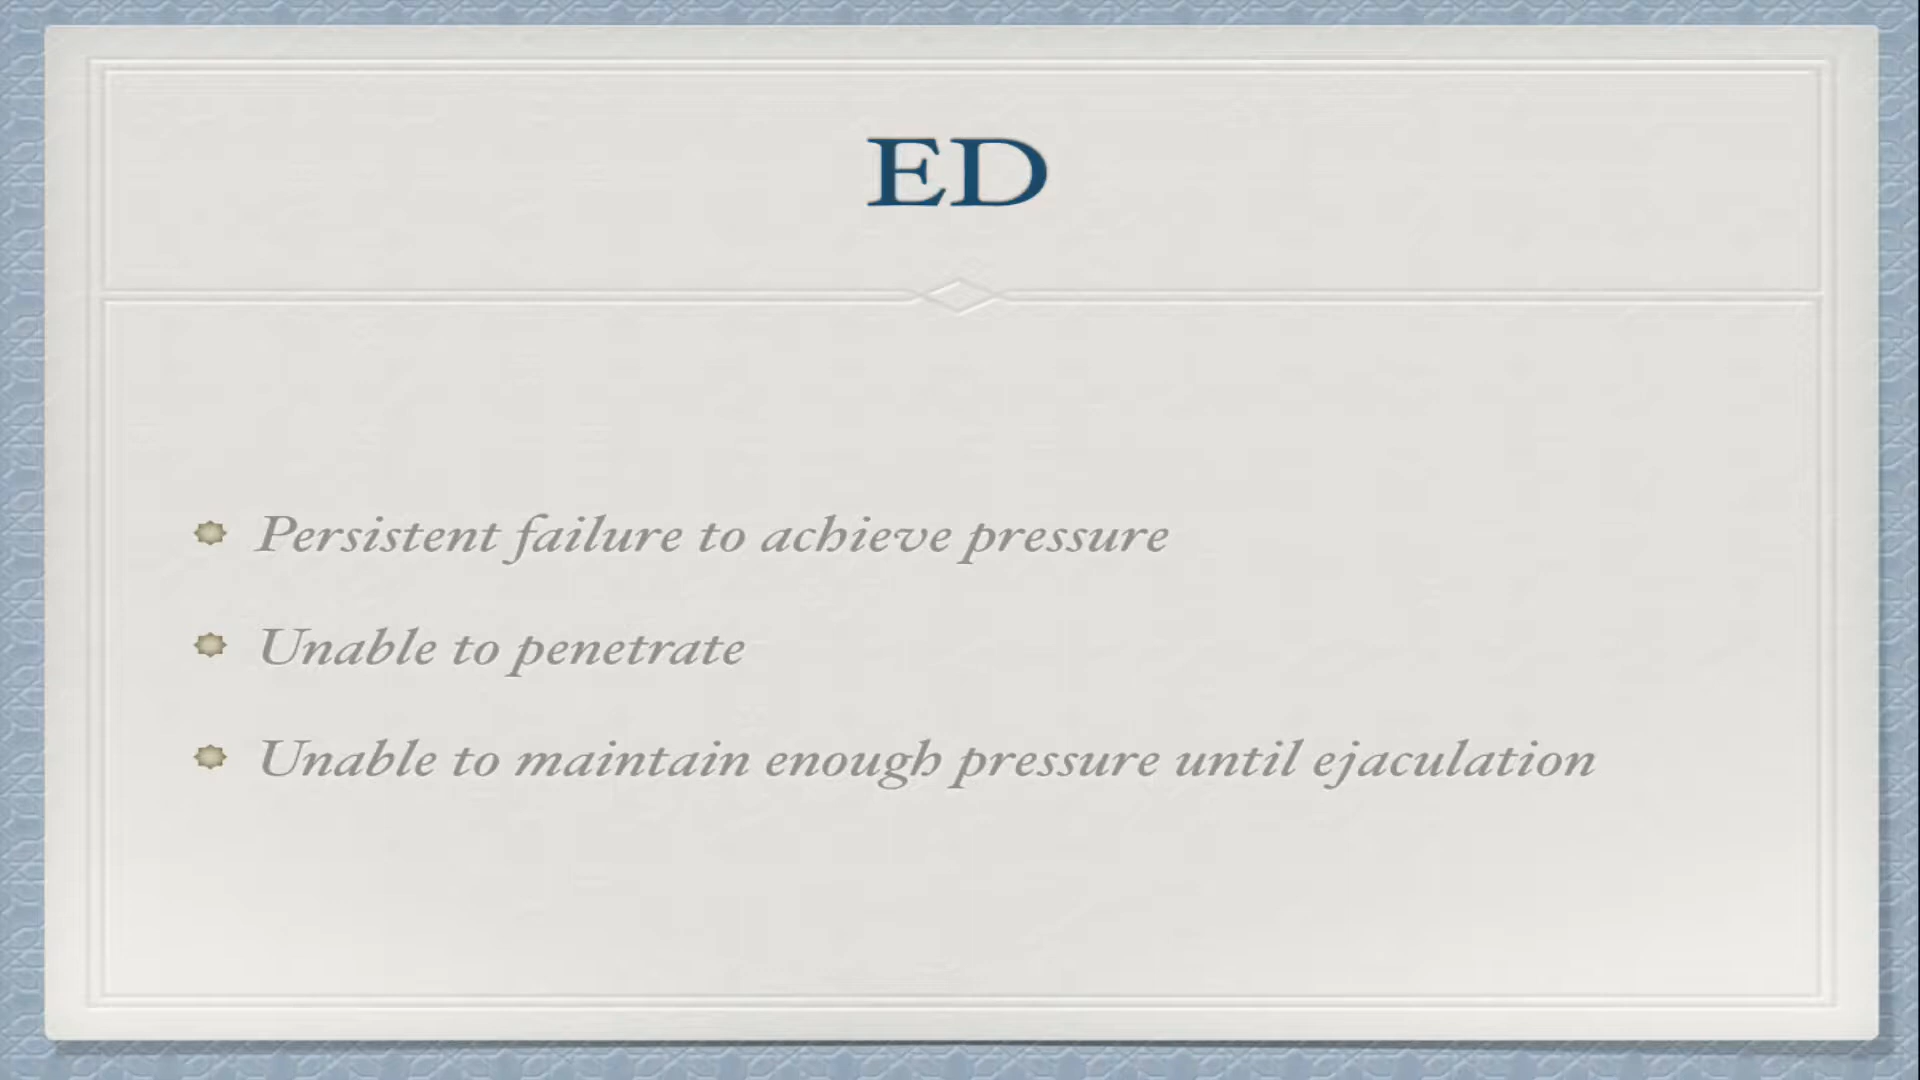 ED
Persistent failure to achieve pressure
Unable to penetrate
Unable to maintain enough pressure until ejaculation